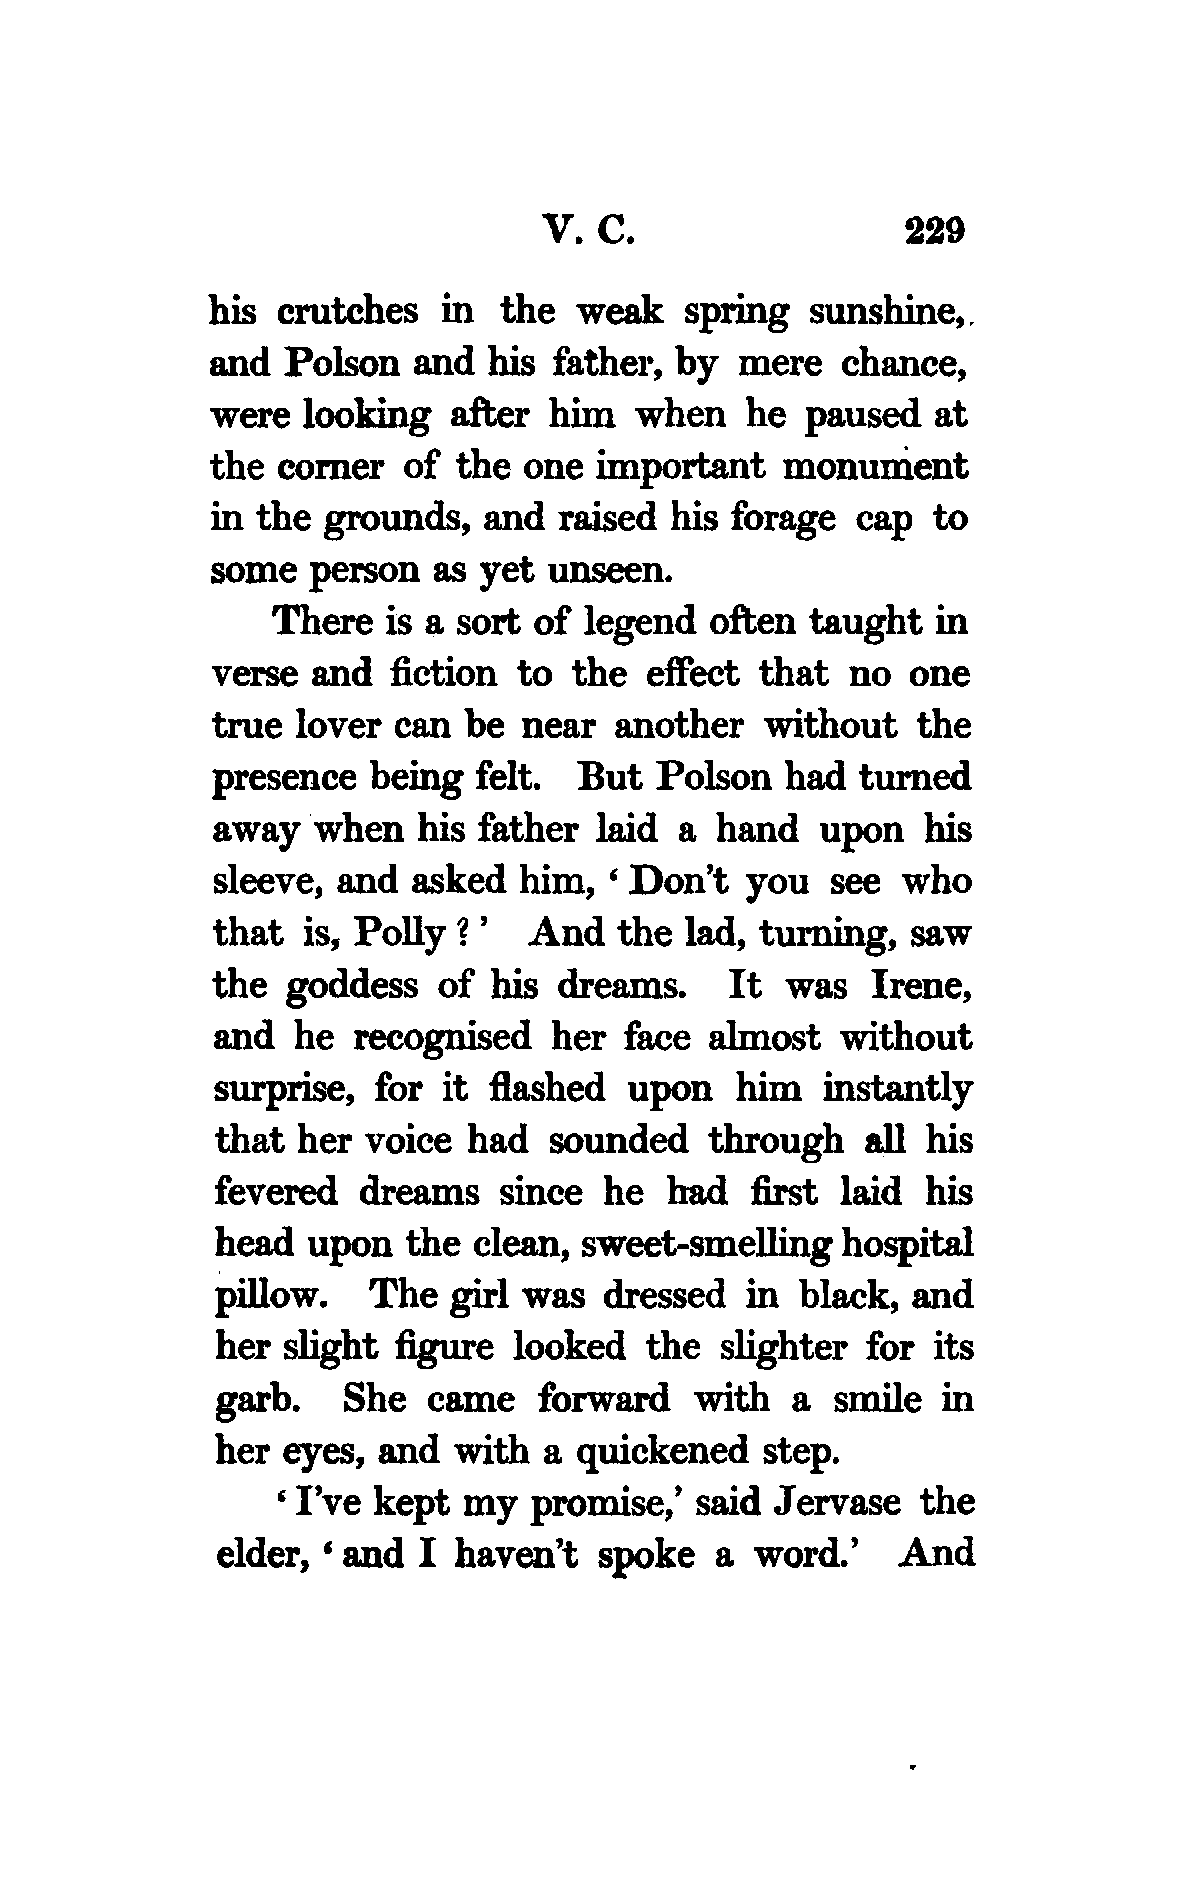 V. C. 229
his crutches in the weak spring sunshine,
and Polson and his father, by mere chance,
were looking after him when he paused at
the corner of the one important monument
in the grounds, and raised his forage cap to
some person as yet unseen.
There is a sort of legend often taught in
verse and fiction to the effect that no one
true lover can be near another without the
presence being felt. But Polson had turned
away when his father laid a hand upon his
sleeve, and asked him, ‘ Don’t you see who
that is, Polly ? ’ And the lad, turning, saw
the goddess of his dreams. It was Irene,
and he recognised her face almost without
surprise, for it flashed upon him instantly
that her voice had sounded through all his
fevered dreams since he had first laid his
head upon the clean, sweet-smelling hospital
pillow. The girl was dressed in black, and
her slight figure looked the slighter for its
garb. She came forward with a smile in
her eyes, and with a quickened step.
‘ I’ve kept my promise,’ said Jervase the
elder, ‘ and I haven’t spoke a word.’ And